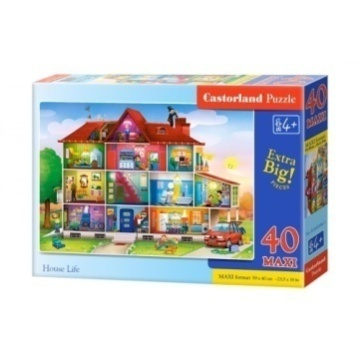 Castorland Puzzle
4+
Extra
Big!
PIECES
40
MAXI
House Life
40
MAXI